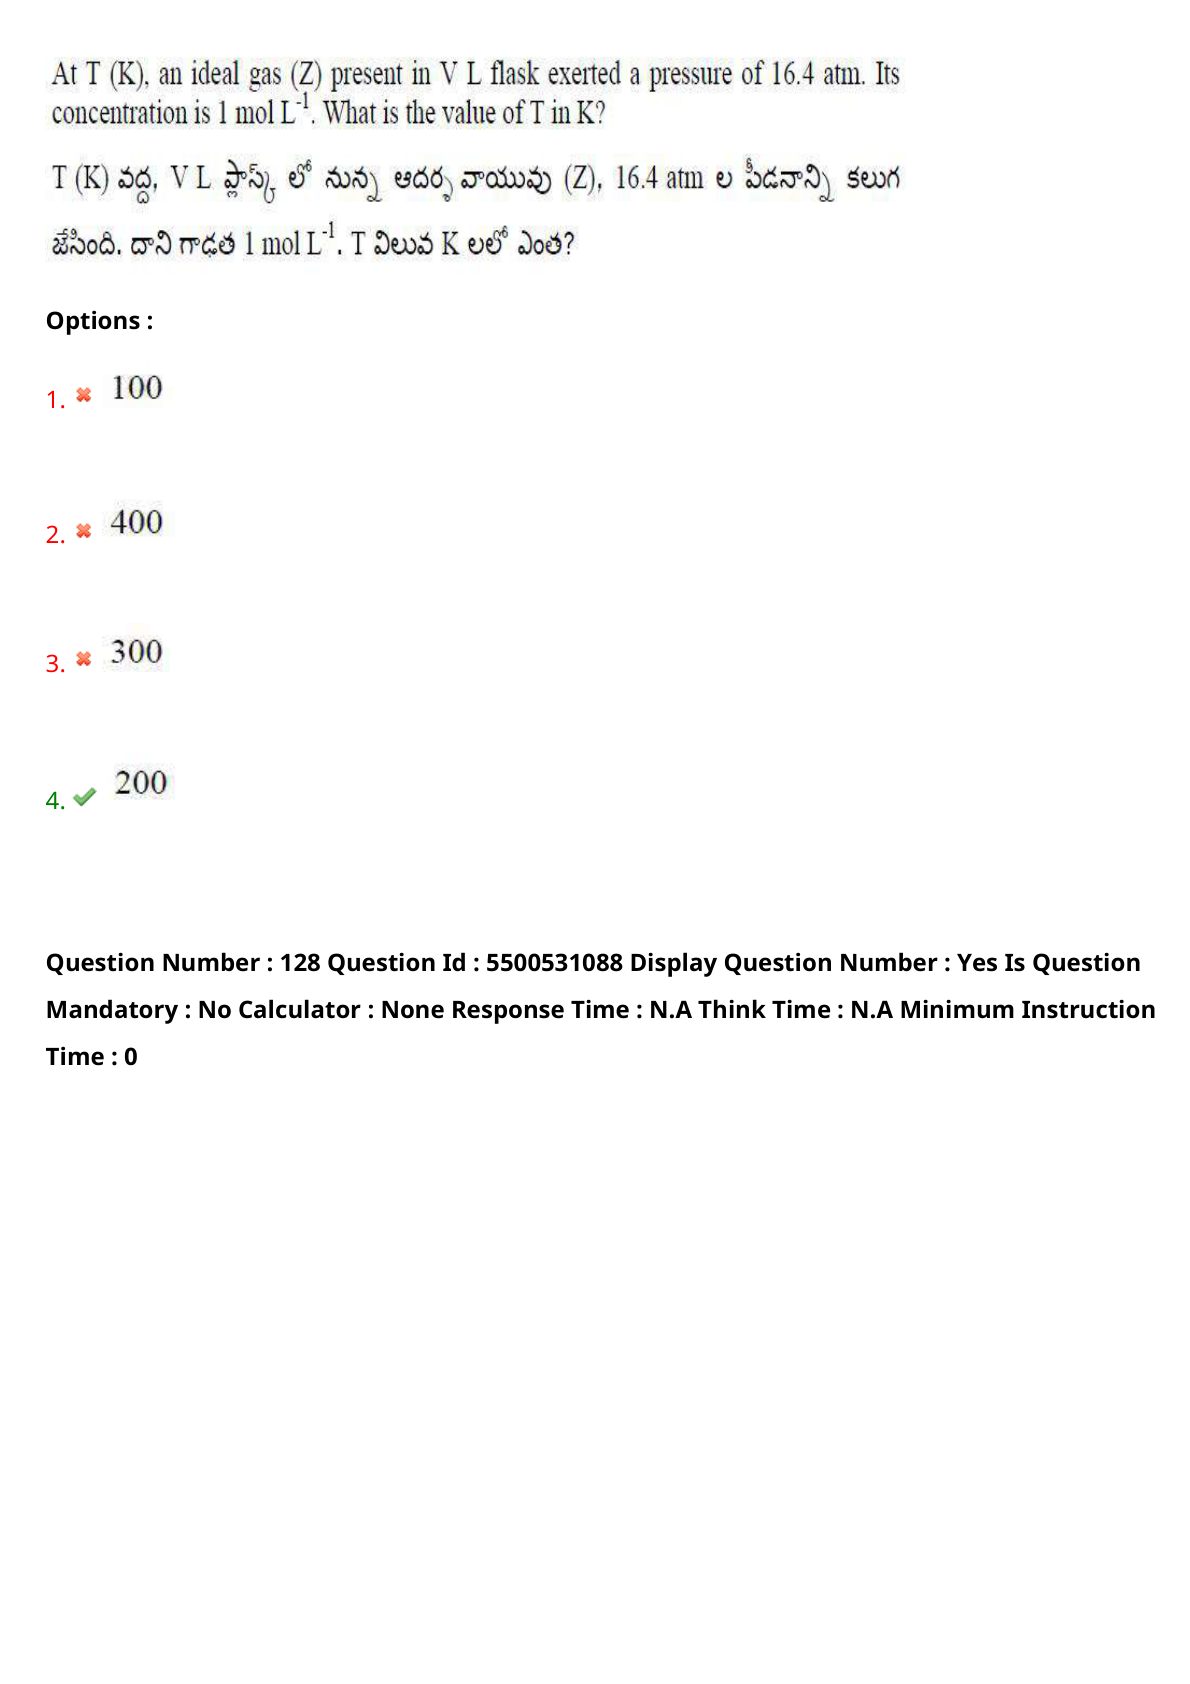 At T (K), an ideal gas (Z) present in V L flask exerted a pressure of 16.4 atm. Its
concentration is 1 mol L⁻¹. What is the value of T in K?
T (K) వద్ద, V L ఫ్లాస్క్ లో నున్న ఆదర్శ వాయువు (Z), 16.4 atm ల పీడనాన్ని కలుగ
జేసింది. దాని గాఢత 1 mol L⁻¹. T విలువ K లలో ఎంత?
Options :
1. 100
2. 400
3. 300
4. 200
Question Number : 128 Question Id : 5500531088 Display Question Number : Yes Is Question
Mandatory : No Calculator : None Response Time : N.A Think Time : N.A Minimum Instruction
Time : 0